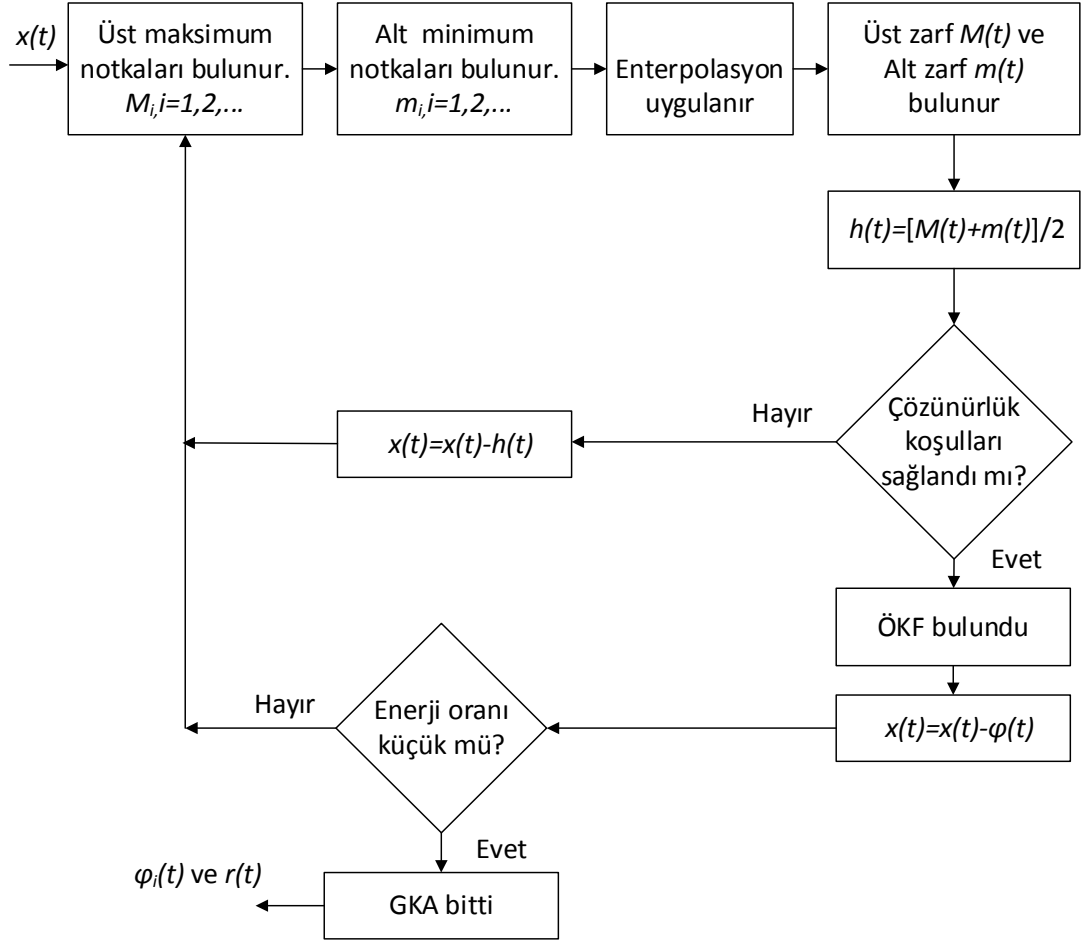 x(t)
Üst maksimum
notkaları bulunur.
Mi,i=1,2,...
Alt minimum
notkaları bulunur.
mi,i=1,2,...
Enterpolasyon
uygulanır
Üst zarf M(t) ve
Alt zarf m(t)
bulunur
h(t)=[M(t)+m(t)]/2
Çözünürlük
koşulları
sağlandı mı?
Hayır
x(t)=x(t)-h(t)
Evet
ÖKF bulundu
x(t)=x(t)-φ(t)
Enerji oranı
küçük mü?
Hayır
Evet
GKA bitti
φi(t) ve r(t)